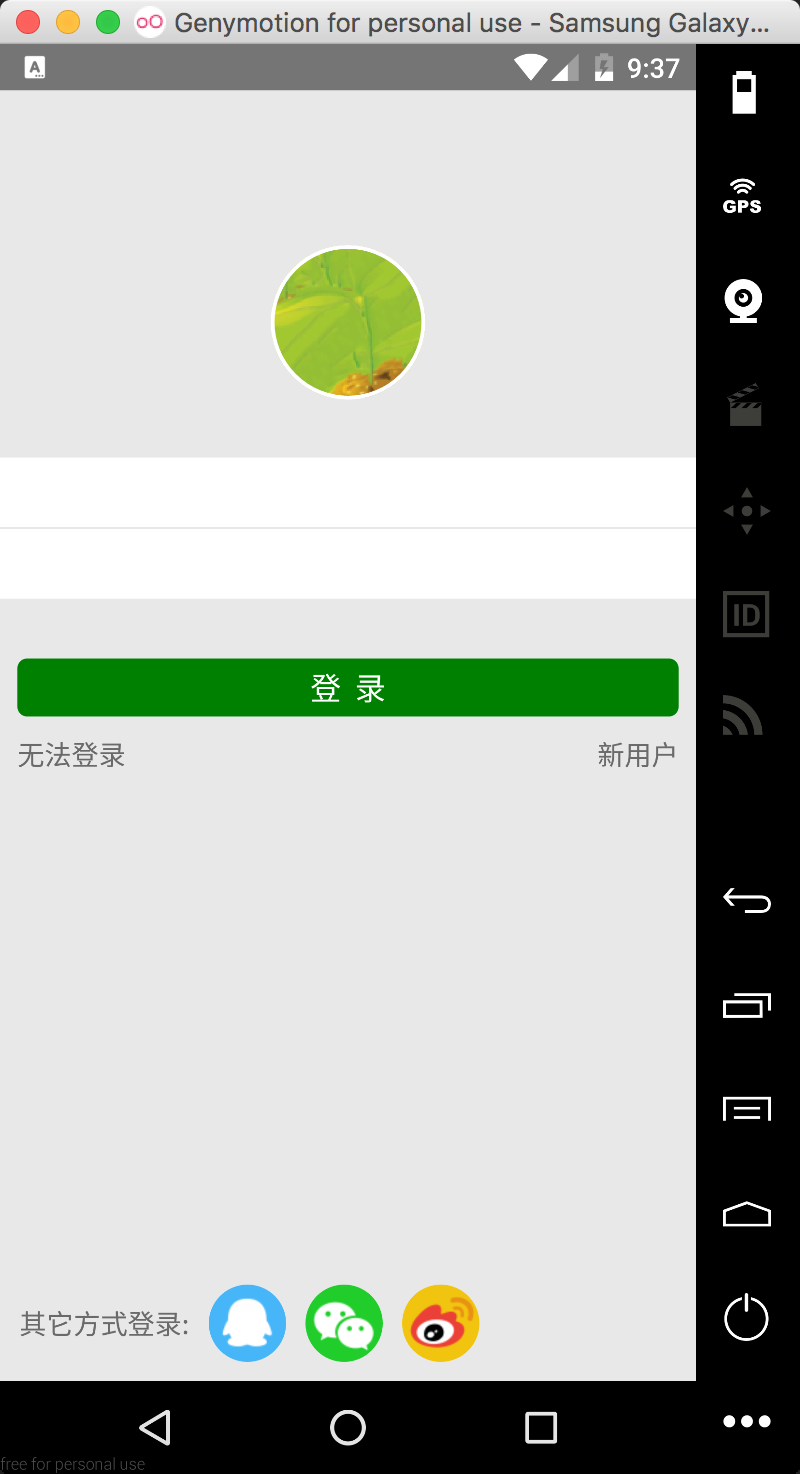 Genymotion for personal use - Samsung Galaxy...
A
9:37
GPS
ID
登 录
无法登录 新用户
其它方式登录:
free for personal use